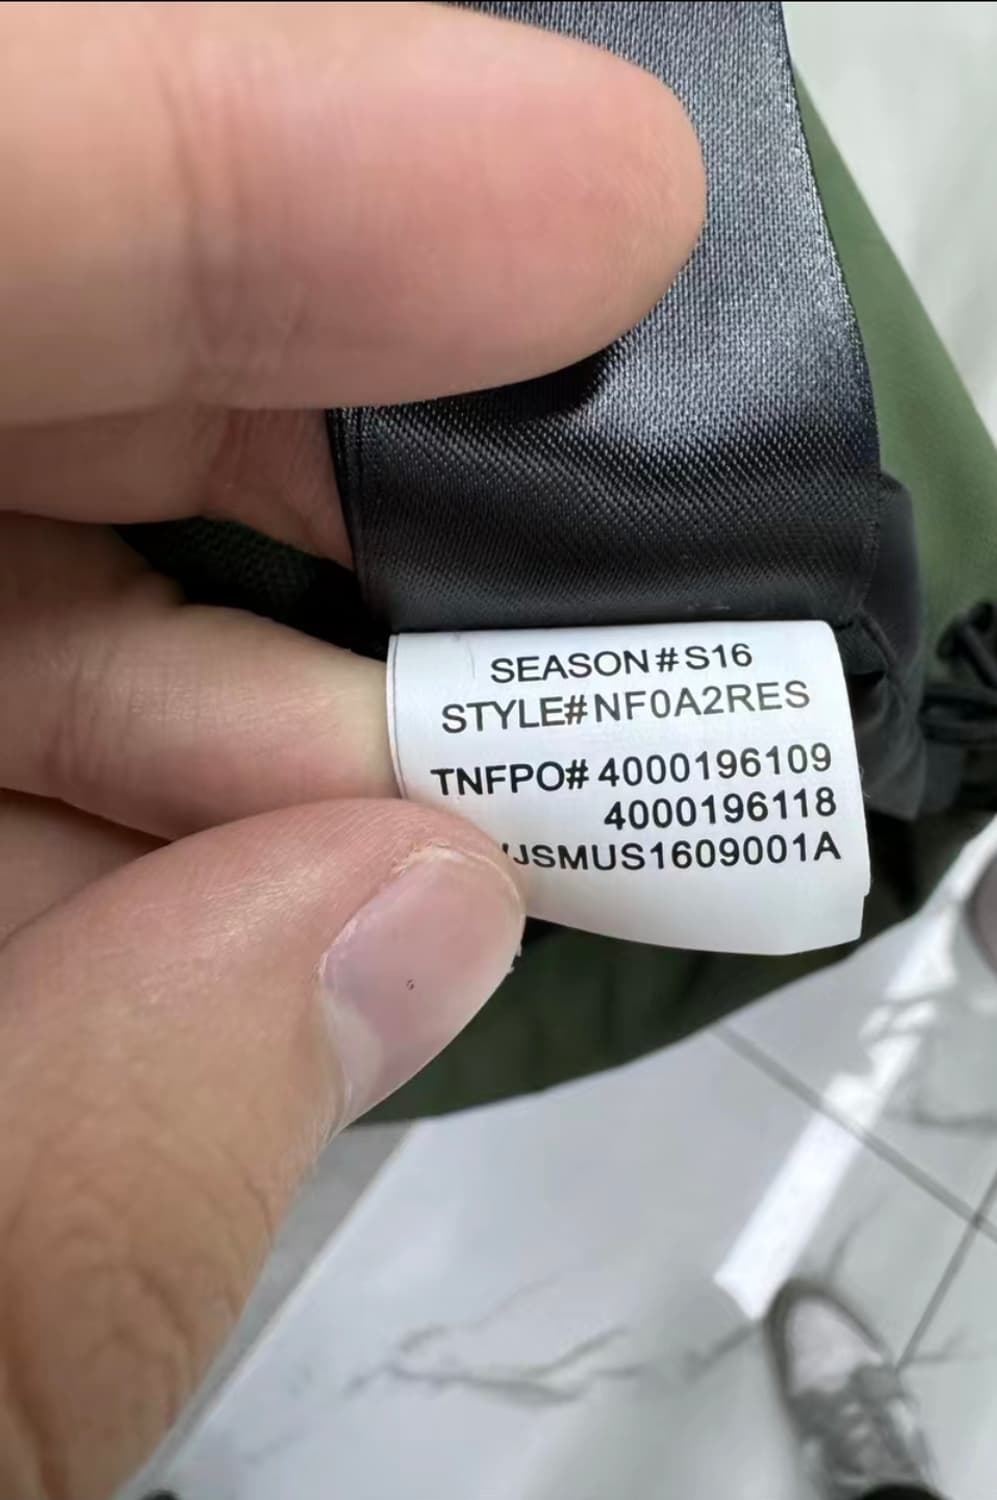 SEASON#S16
STYLE#NF0A2RES
TNFPO# 4000196109
4000196118
JSMUS1609001A